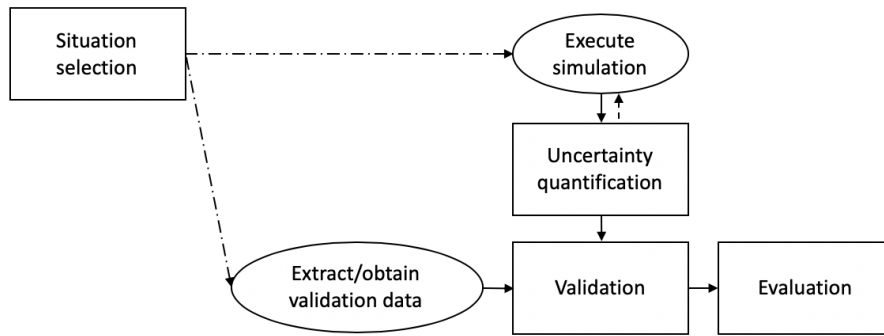 Situation
selection
Execute
simulation
Uncertainty
quantification
Extract/obtain
validation data
Validation
Evaluation